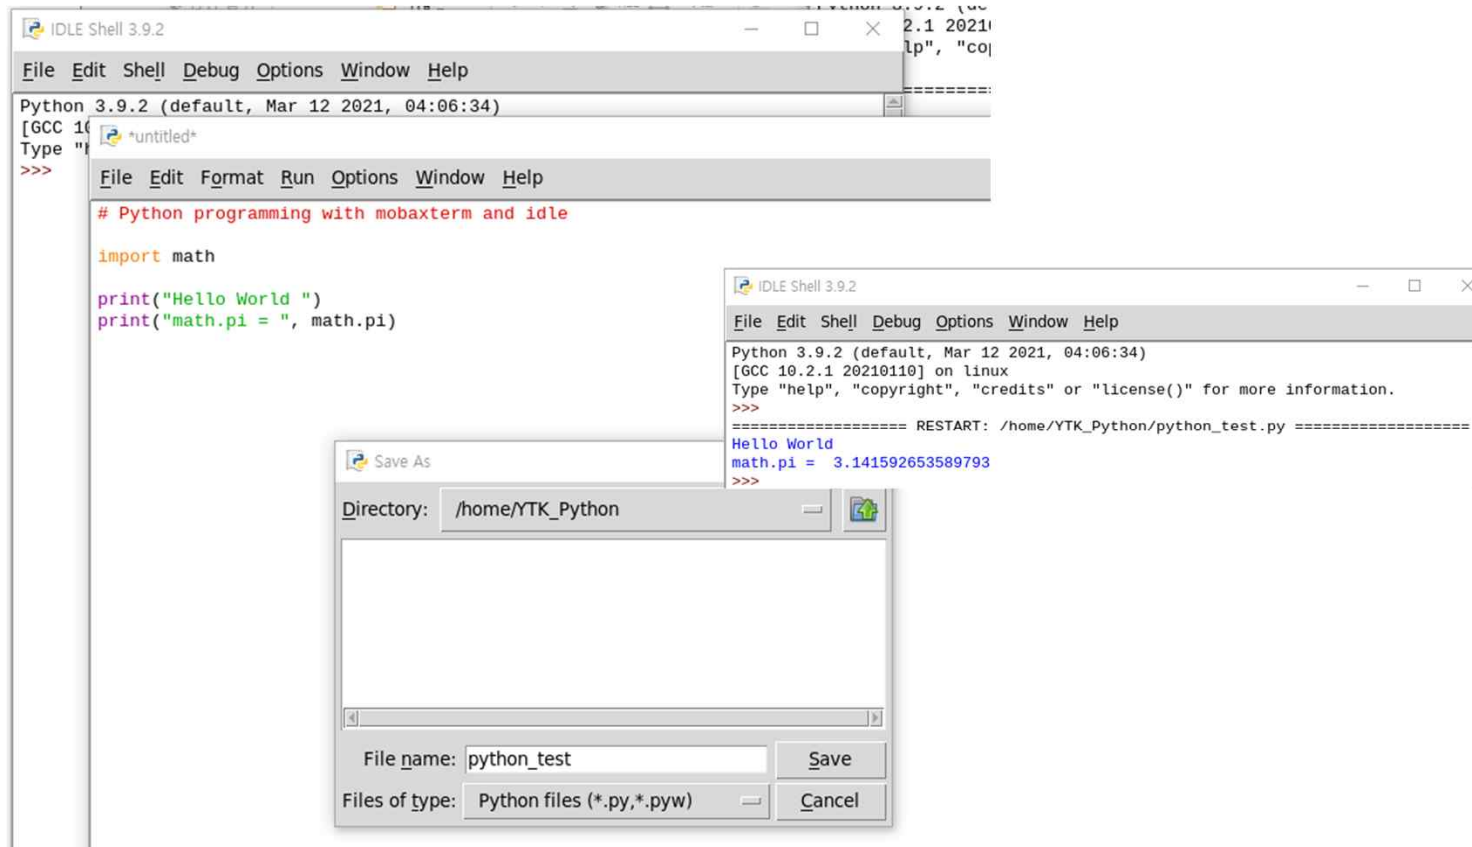 IDLE Shell 3.9.2
File Edit Shell Debug Options Window Help
Python 3.9.2 (default, Mar 12 2021, 04:06:34)
[GCC 10
Type "
>>>
2.1 2021
lp", "cop
=========
*untitled*
File Edit Format Run Options Window Help
# Python programming with mobaxterm and idle
import math
print("Hello World ")
print("math.pi = ", math.pi)
IDLE Shell 3.9.2
File Edit Shell Debug Options Window Help
Python 3.9.2 (default, Mar 12 2021, 04:06:34)
[GCC 10.2.1 20210110] on linux
Type "help", "copyright", "credits" or "license()" for more information.
>>>
=================== RESTART: /home/YTK_Python/python_test.py ===================
Hello World
math.pi =  3.141592653589793
>>>
Save As
Directory: /home/YTK_Python
File name: python_test
Save
Files of type: Python files (*.py,*.pyw)
Cancel